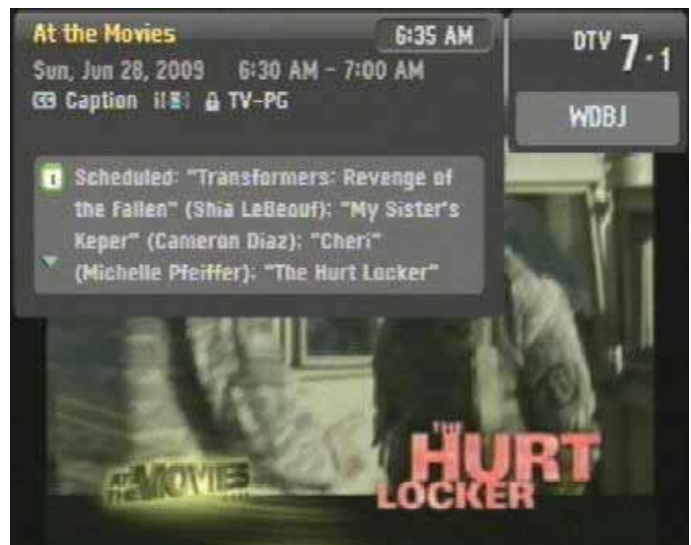 At the Movies
6:35 AM
DTV 7-1
Sun, Jun 28, 2009 6:30 AM - 7:00 AM
CC Caption TV-PG
WDBJ
Scheduled: "Transformers: Revenge of
the Fallen" (Shia LeBeouf); "My Sister's
Keper" (Cameron Diaz); "Cheri"
(Michelle Pfeiffer); "The Hurt Locker"
THE
HURT
LOCKER
AT THE MOVIES